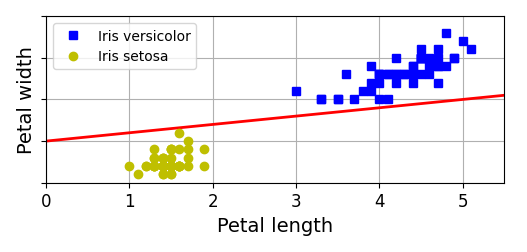 Iris versicolor
Iris setosa
Petal width
0 1 2 3 4 5
Petal length